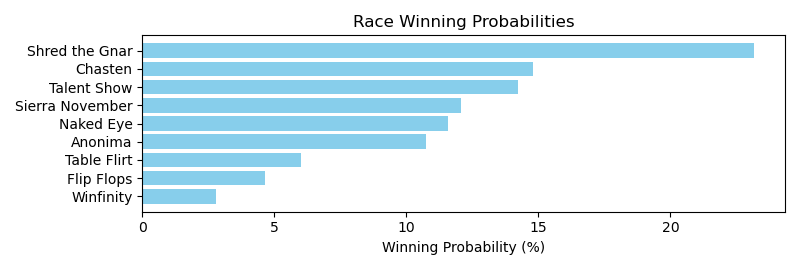 Race Winning Probabilities
Shred the Gnar
Chasten
Talent Show
Sierra November
Naked Eye
Anonima
Table Flirt
Flip Flops
Winfinity
0 5 10 15 20
Winning Probability (%)